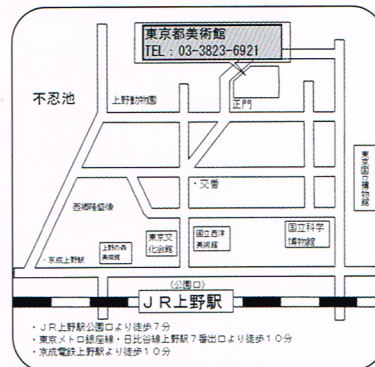 東京都美術館
TEL：03-3823-6921
不忍池
上野動物園
正門
東京国立博物館
・交番
西郷隆盛像
東京文
化会館
国立西洋
美術館
国立科学
博物館
上野の森
美術館
・京成上野駅
(公園口)
ＪＲ上野駅
・ＪＲ上野駅公園口より徒歩７分
・東京メトロ銀座線・日比谷線上野駅７番出口より徒歩１０分
・京成電鉄上野駅より徒歩１０分